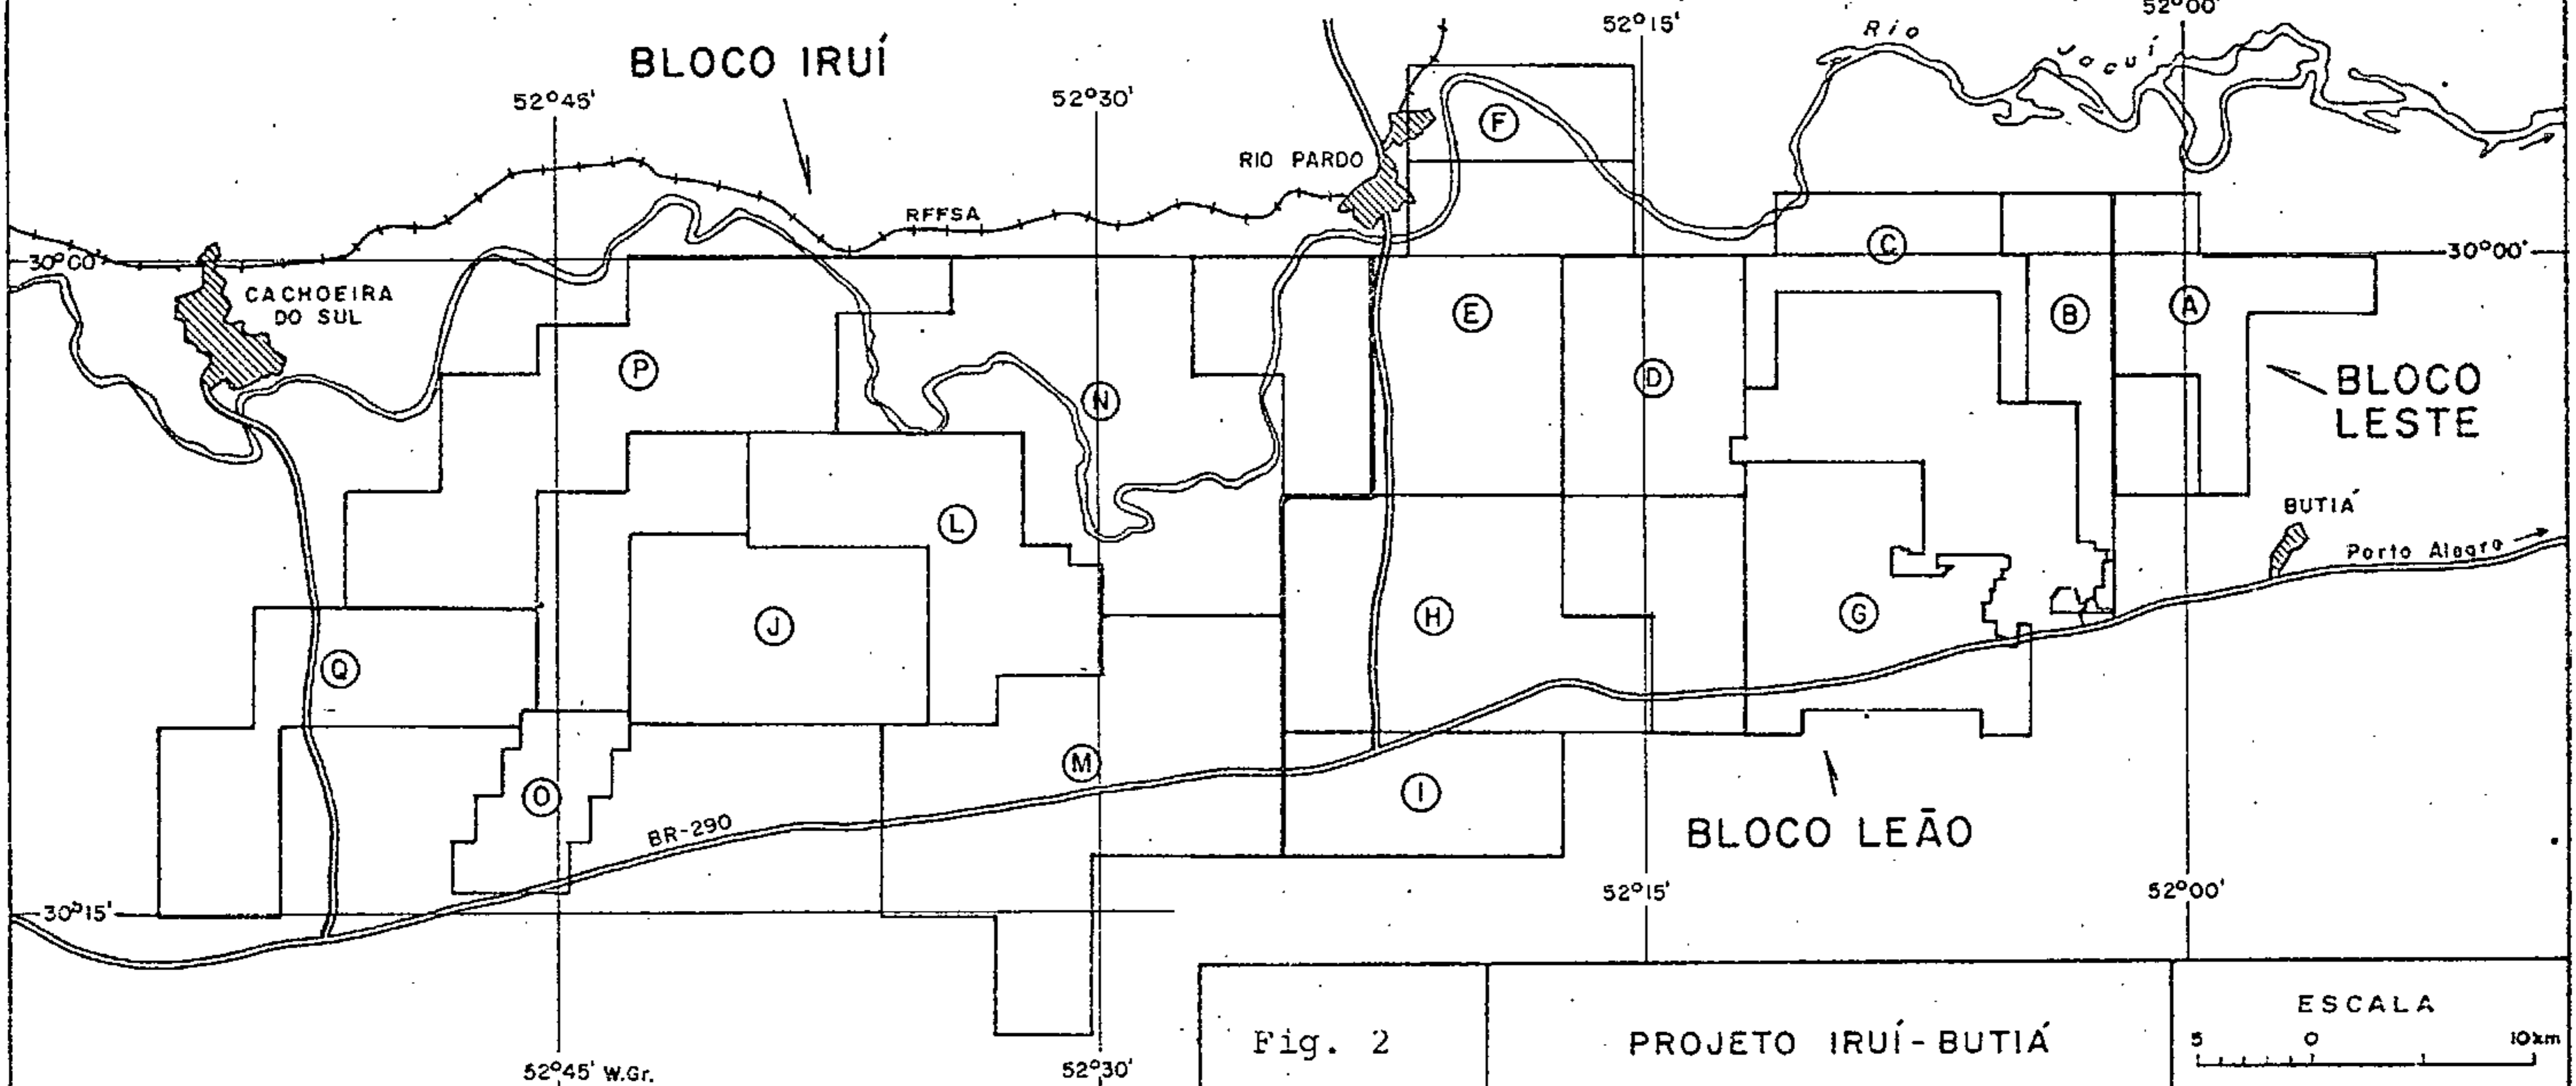 52°00'
52°15'
Rio
Jacuí
BLOCO IRUÍ
52°45'
52°30'
F
RIO PARDO
RFFSA
C
30°00'
30°00'
CACHOEIRA
DO SUL
E
B
A
P
D
N
BLOCO
LESTE
L
BUTIÁ
Porto Alegre
J
H
G
Q
M
O
I
BR-290
BLOCO LEÃO
52°15'
52°00'
30°15'
ESCALA
Fig. 2
PROJETO IRUÍ-BUTIÁ
5 0 10km
52°45' W.Gr.
52°30'